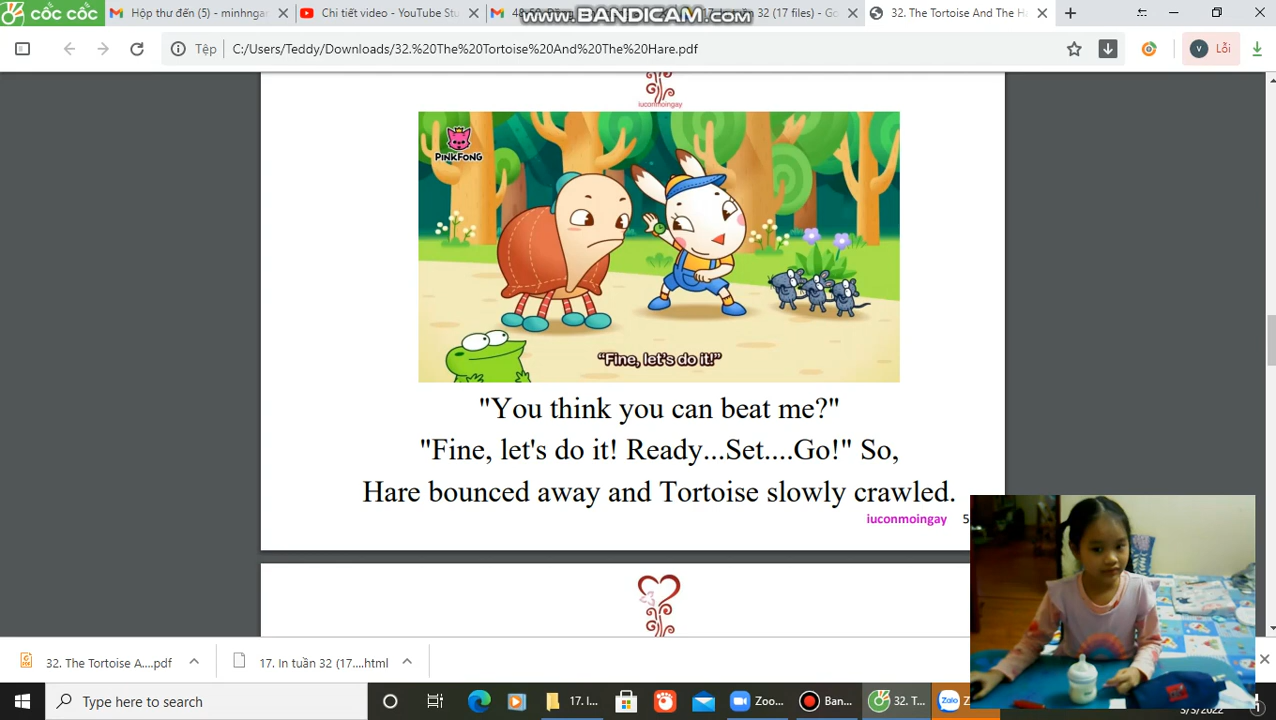 cốc cốc
Hộp thư đến (5) - minhngan
Chi tiết video - YouTube
www.BANDICAM.com
32 (17 files) - G
32. The Tortoise And The H
Tệp
C:/Users/Teddy/Downloads/32.%20The%20Tortoise%20And%20The%20Hare.pdf
V
Lỗi
iuconmoingay
PINKFONG
"Fine, let's do it!"
"You think you can beat me?"
"Fine, let's do it! Ready...Set....Go!" So,
Hare bounced away and Tortoise slowly crawled.
iuconmoingay 5
32. The Tortoise A....pdf
17. In tuần 32 (17....html
Type here to search
17. I...
Zoo...
Ban...
32. T...
Zalo